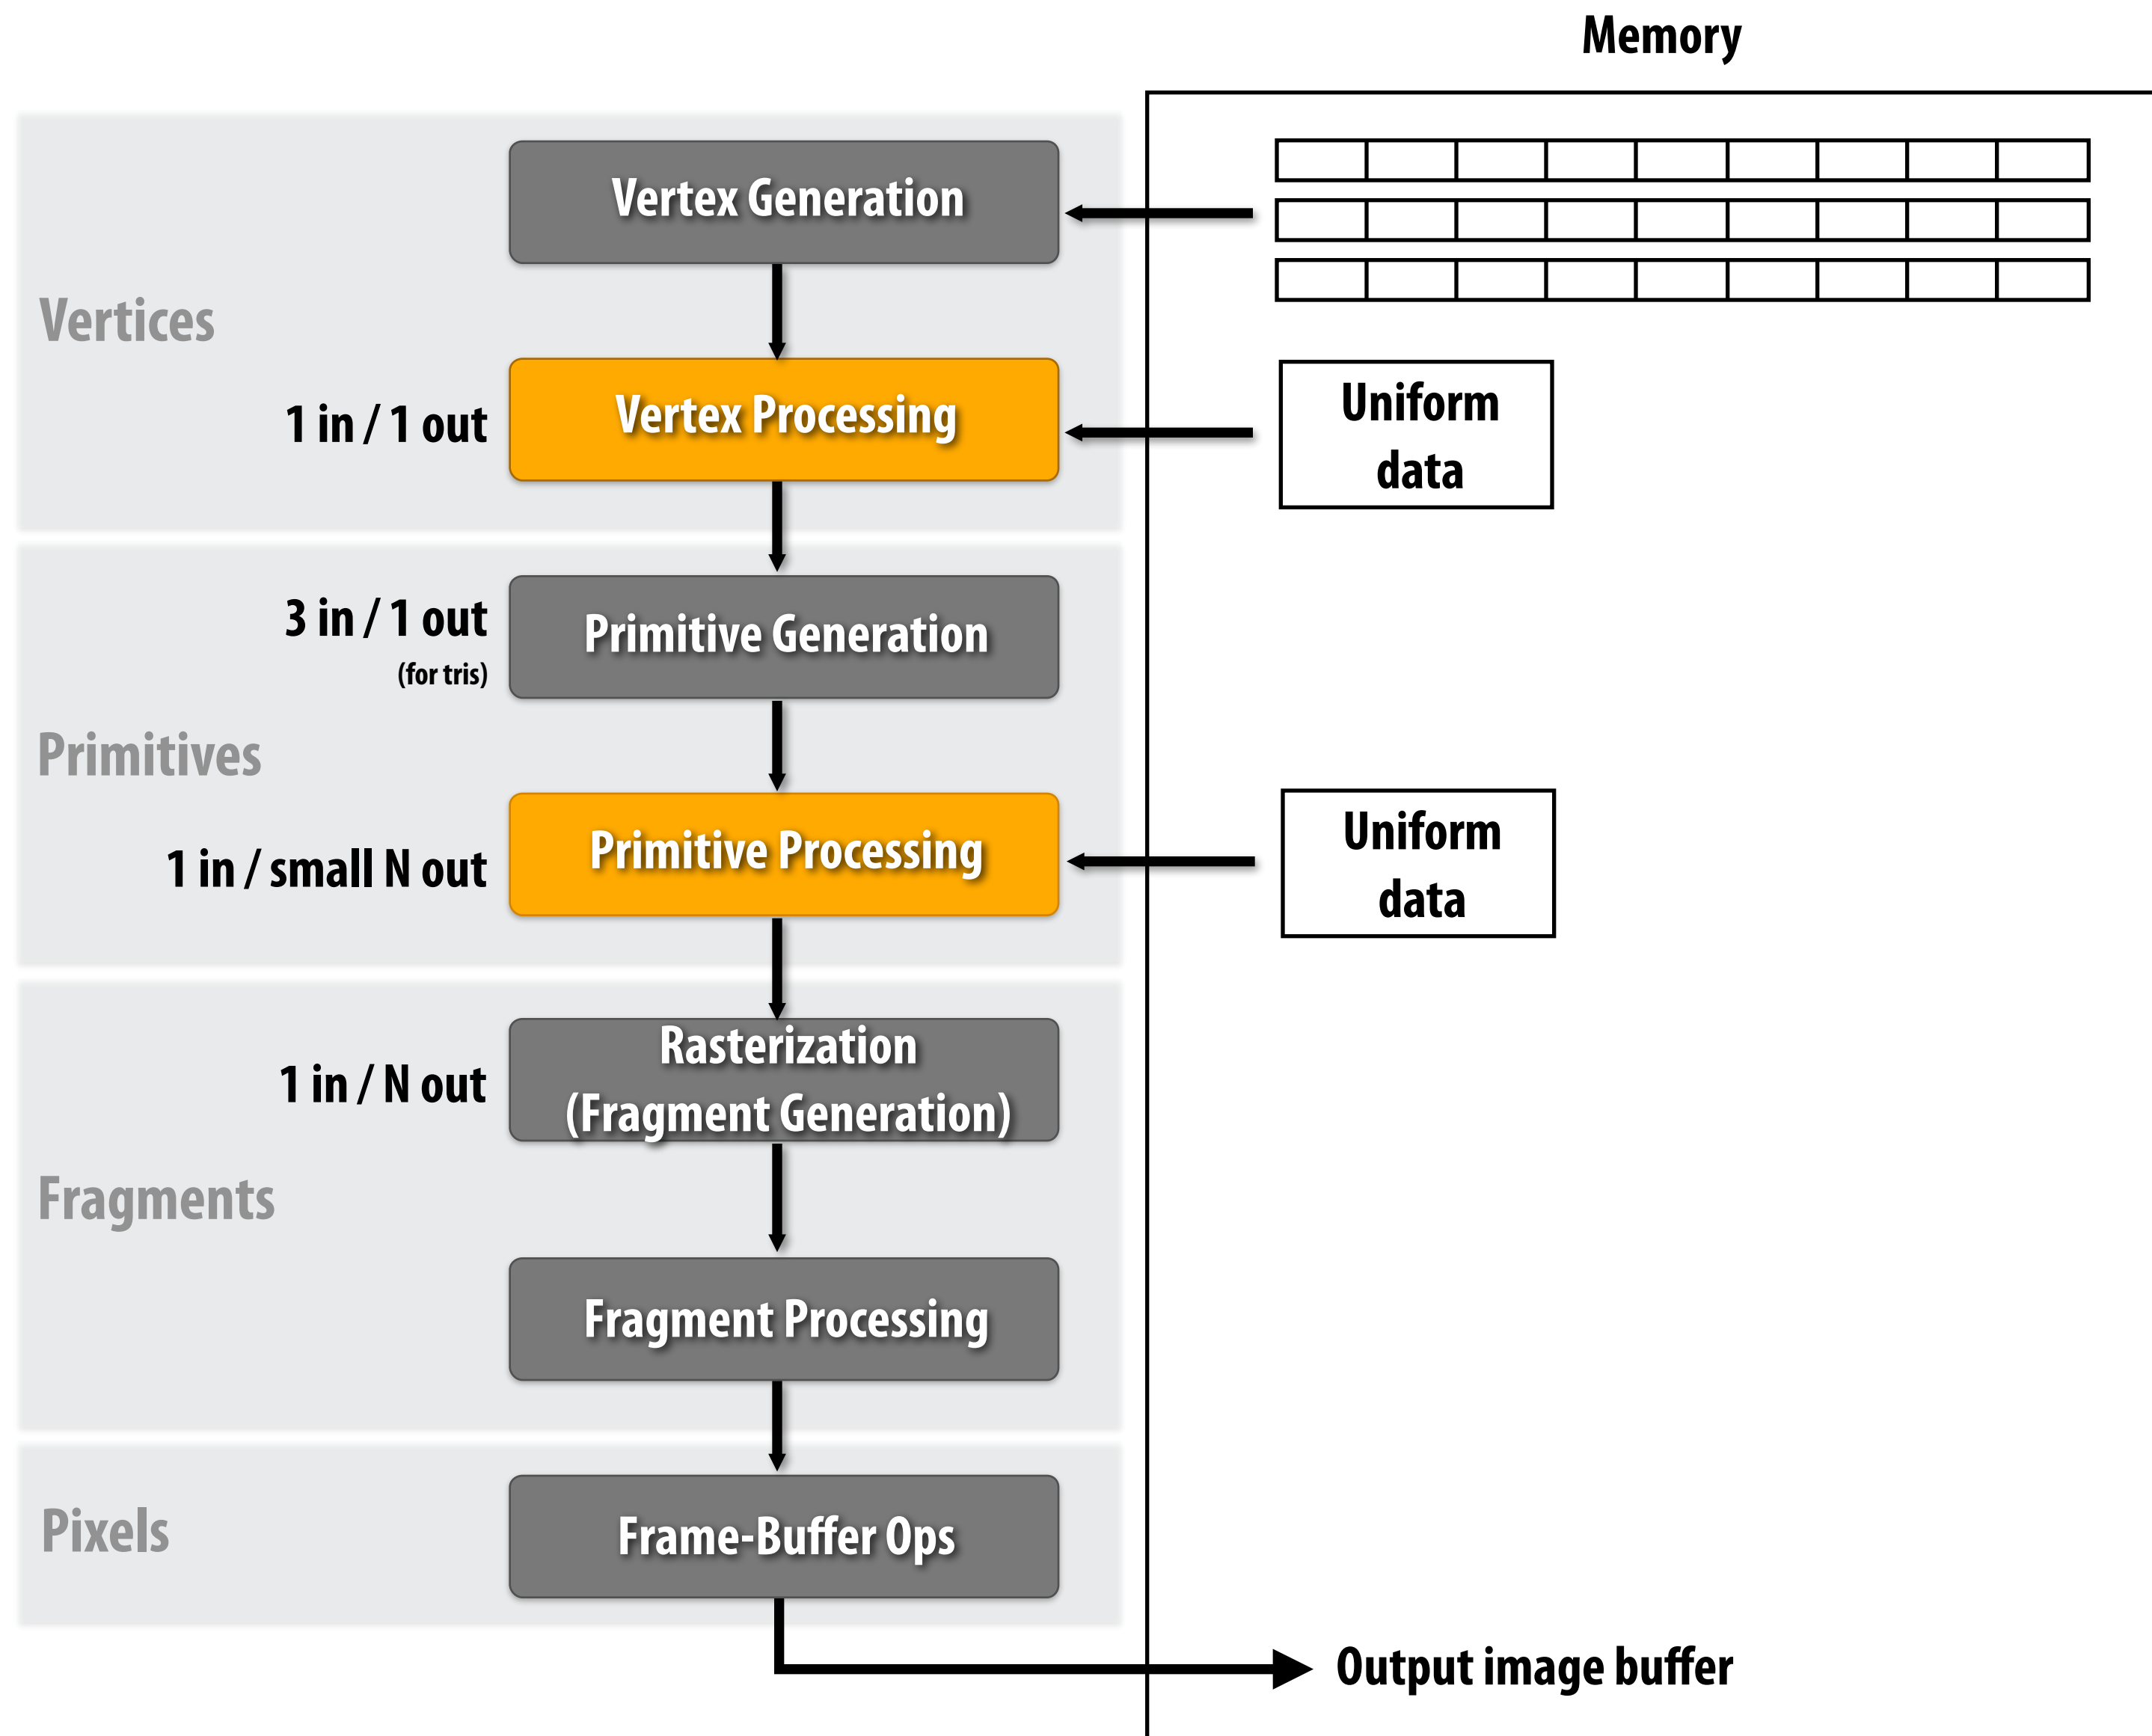 Memory
Vertex Generation
Vertices
Vertex Processing
1 in / 1 out
Uniform
data
3 in / 1 out
(for tris)
Primitive Generation
Primitives
Primitive Processing
1 in / small N out
Uniform
data
Rasterization
(Fragment Generation)
1 in / N out
Fragments
Fragment Processing
Pixels
Frame-Buffer Ops
Output image buffer